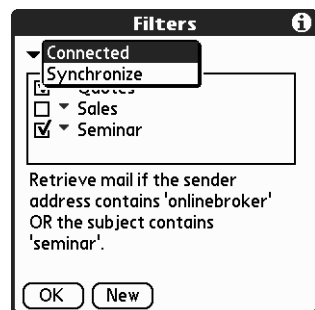 Filters
Connected
Synchronize
Quotes
Sales
Seminar
Retrieve mail if the sender
address contains 'onlinebroker'
OR the subject contains
'seminar'.
OK New